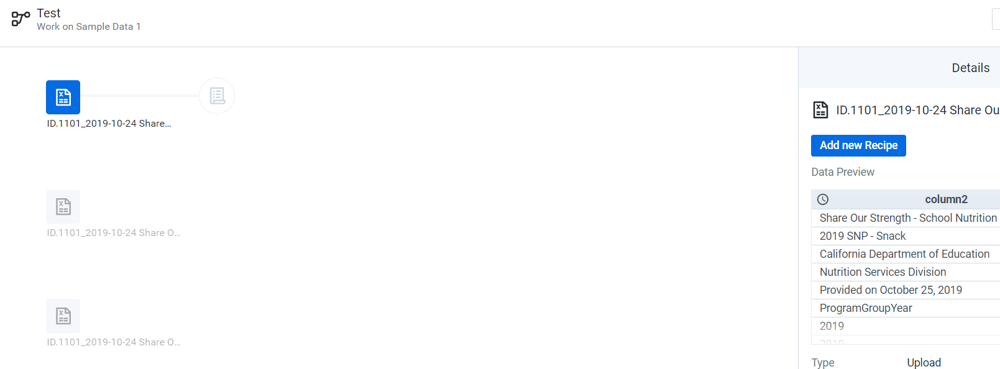 Test
Work on Sample Data 1
ID.1101_2019-10-24 Share...
ID.1101_2019-10-24 Share O...
ID.1101_2019-10-24 Share O...
Details
ID.1101_2019-10-24 Share Ou
Add new Recipe
Data Preview
column2
Share Our Strength - School Nutrition
2019 SNP - Snack
California Department of Education
Nutrition Services Division
Provided on October 25, 2019
ProgramGroupYear
2019
2019
Type Upload